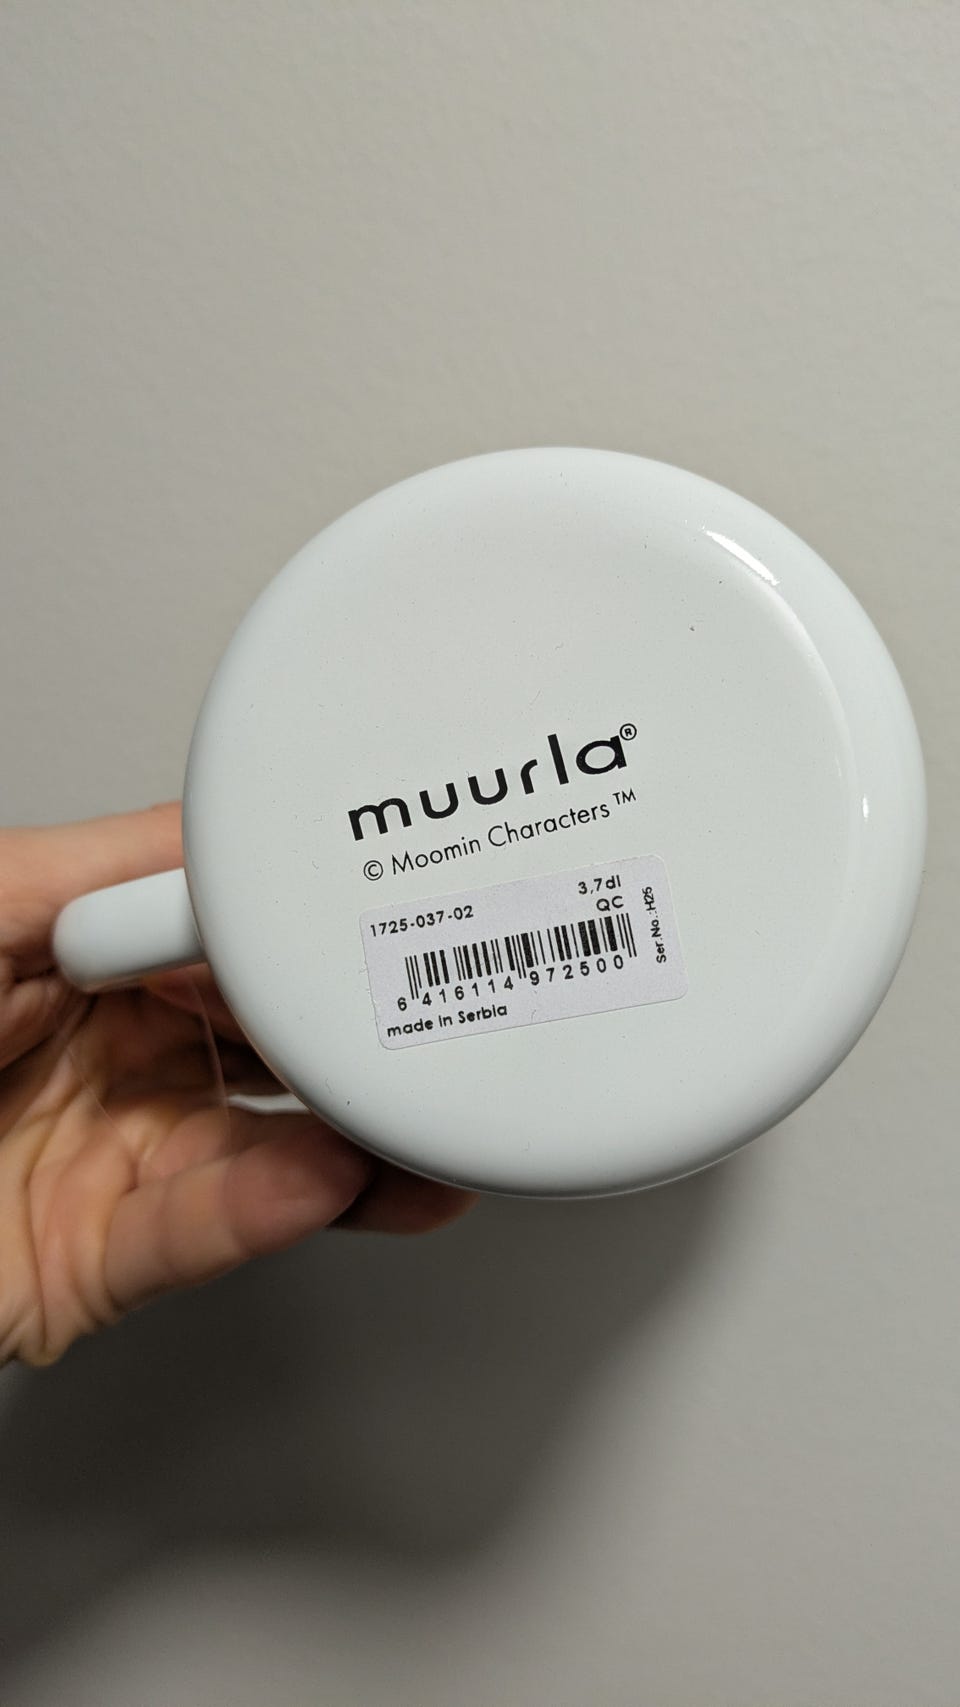 muurla®
© Moomin Characters™
1725-037-02
3,7dl
QC
Ser.No.:H25
6 416114 972500
made in Serbia